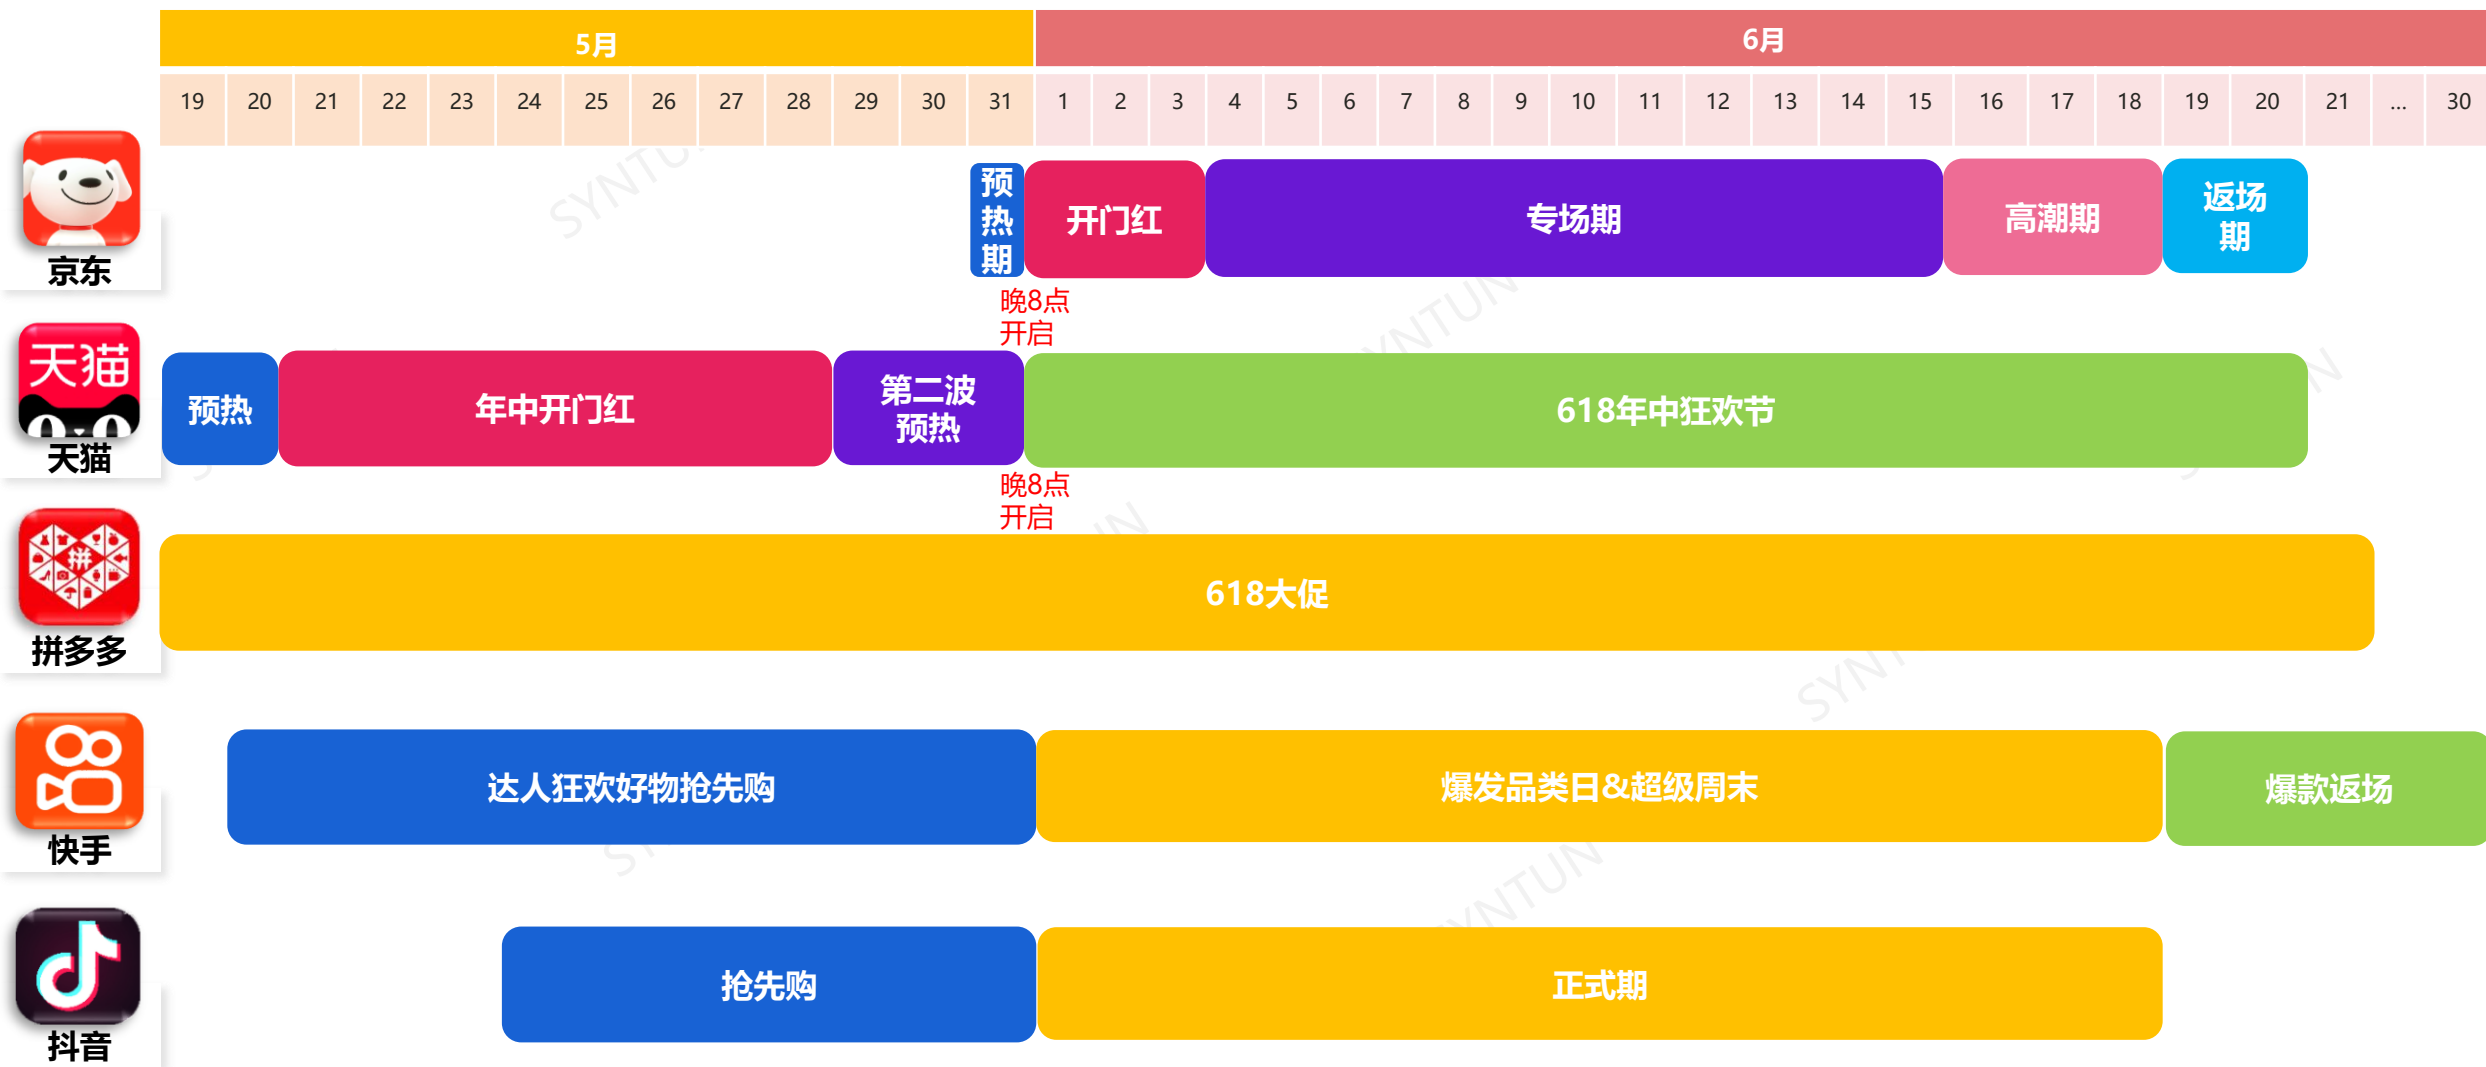 5月
6月
19 20 21 22 23 24 25 26 27 28 29 30 31 1 2 3 4 5 6 7 8 9 10 11 12 13 14 15 16 17 18 19 20 21 ... 30
京东
预
热
期
开门红
专场期
高潮期
返场
期
晚8点
开启
天猫
天猫
预热
年中开门红
第二波
预热
618年中狂欢节
晚8点
开启
拼
拼多多
618大促
快手
达人狂欢好物抢先购
爆发品类日&超级周末
爆款返场
抖音
抢先购
正式期
SYNTUN